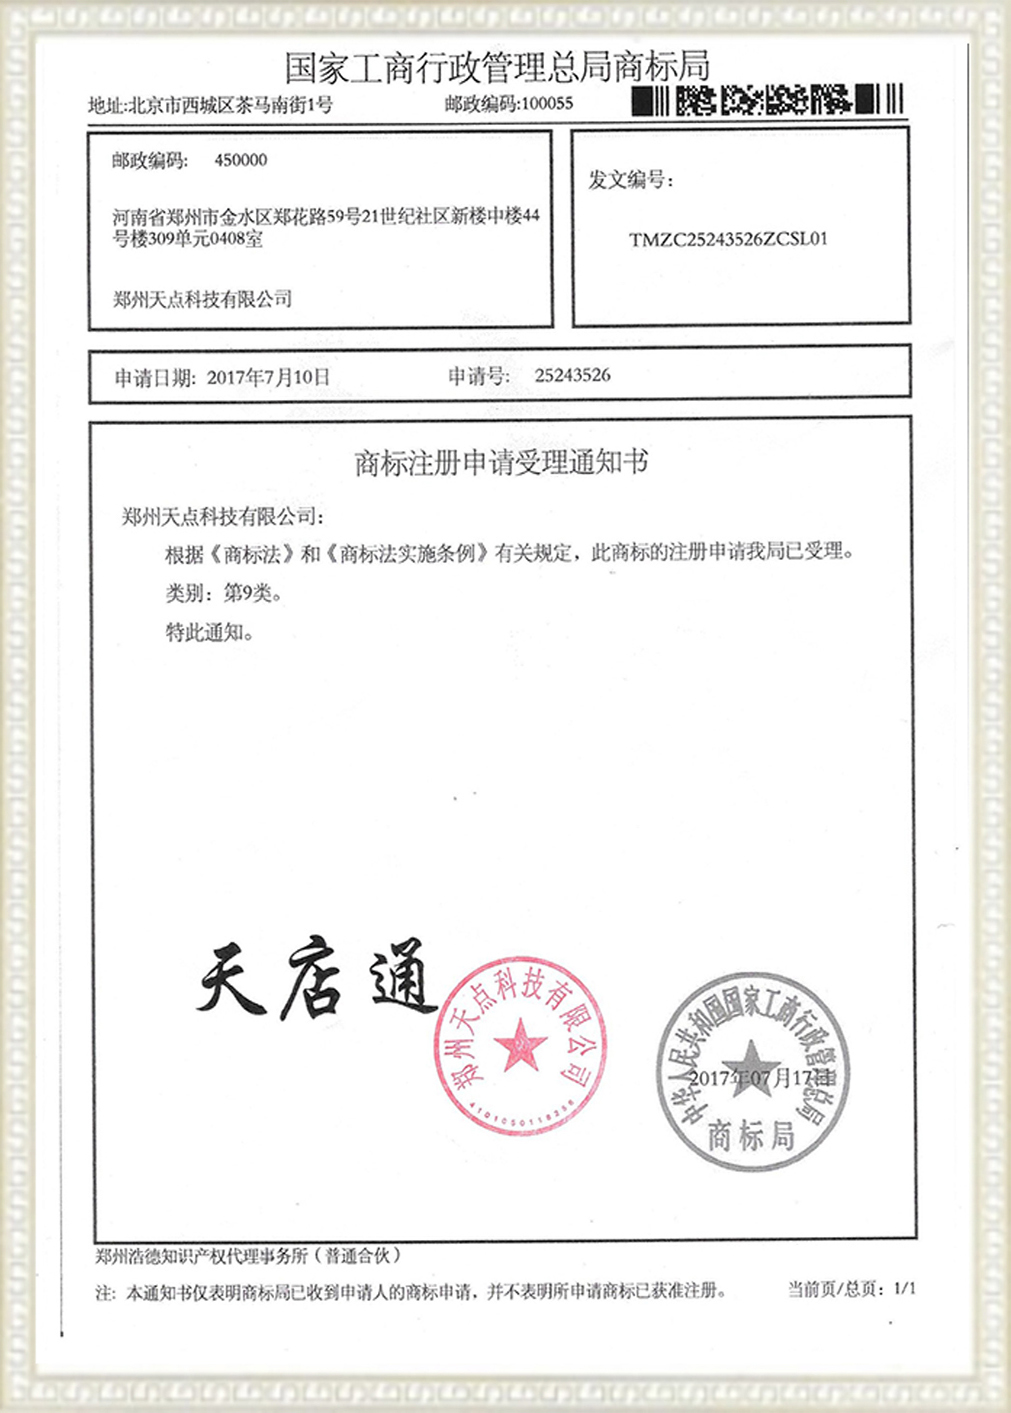 国家工商行政管理总局商标局
地址:北京市西城区茶马南街1号 邮政编码:100055
邮政编码: 450000
河南省郑州市金水区郑花路59号21世纪社区新楼中楼44
号楼309单元0408室
郑州天点科技有限公司
发文编号:
TMZC25243526ZCSL01
申请日期: 2017年7月10日 申请号: 25243526
商标注册申请受理通知书
郑州天点科技有限公司:
根据《商标法》和《商标法实施条例》有关规定，此商标的注册申请我局已受理。
类别: 第9类。
特此通知。
天店通
郑州天点科技有限公司
中华人民共和国国家工商行政管理总局
2017年07月17日
商标局
郑州浩德知识产权代理事务所（普通合伙）
注: 本通知书仅表明商标局已收到申请人的商标申请，并不表明所申请商标已获准注册。 当前页/总页: 1/1